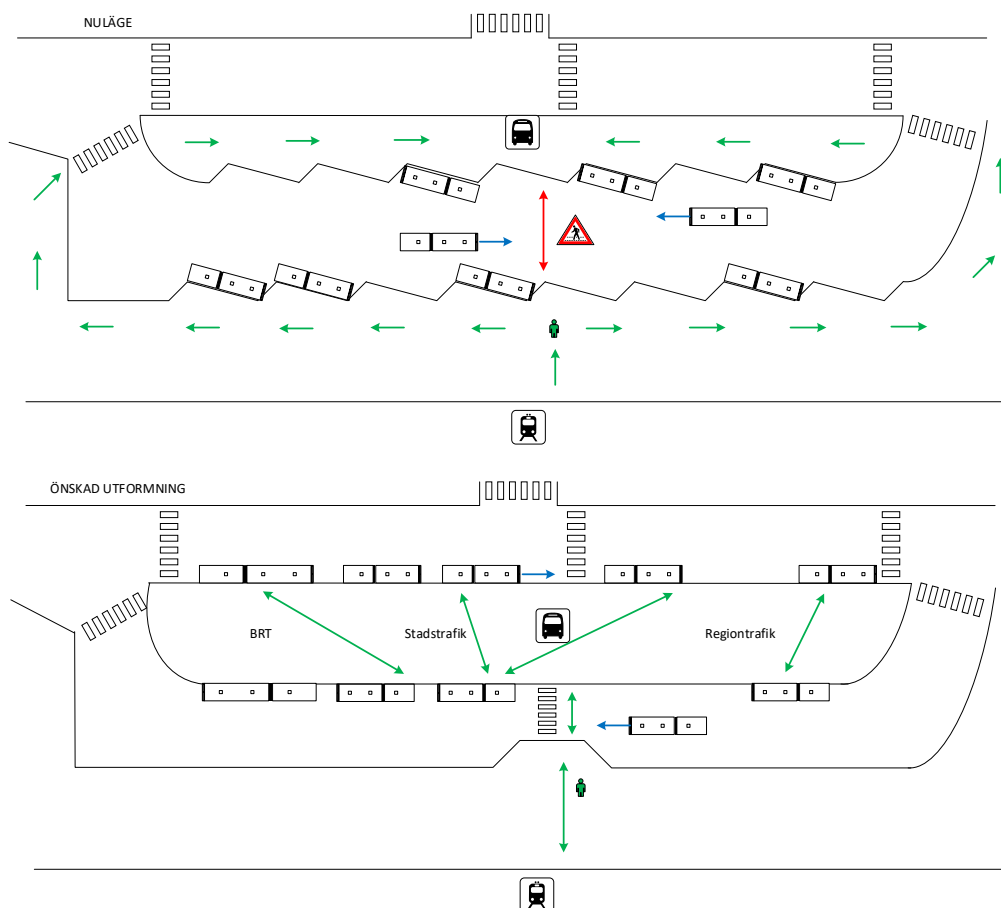 NULÄGE
ÖNSKAD UTFORMNING
BRT
Stadstrafik
Regiontrafik